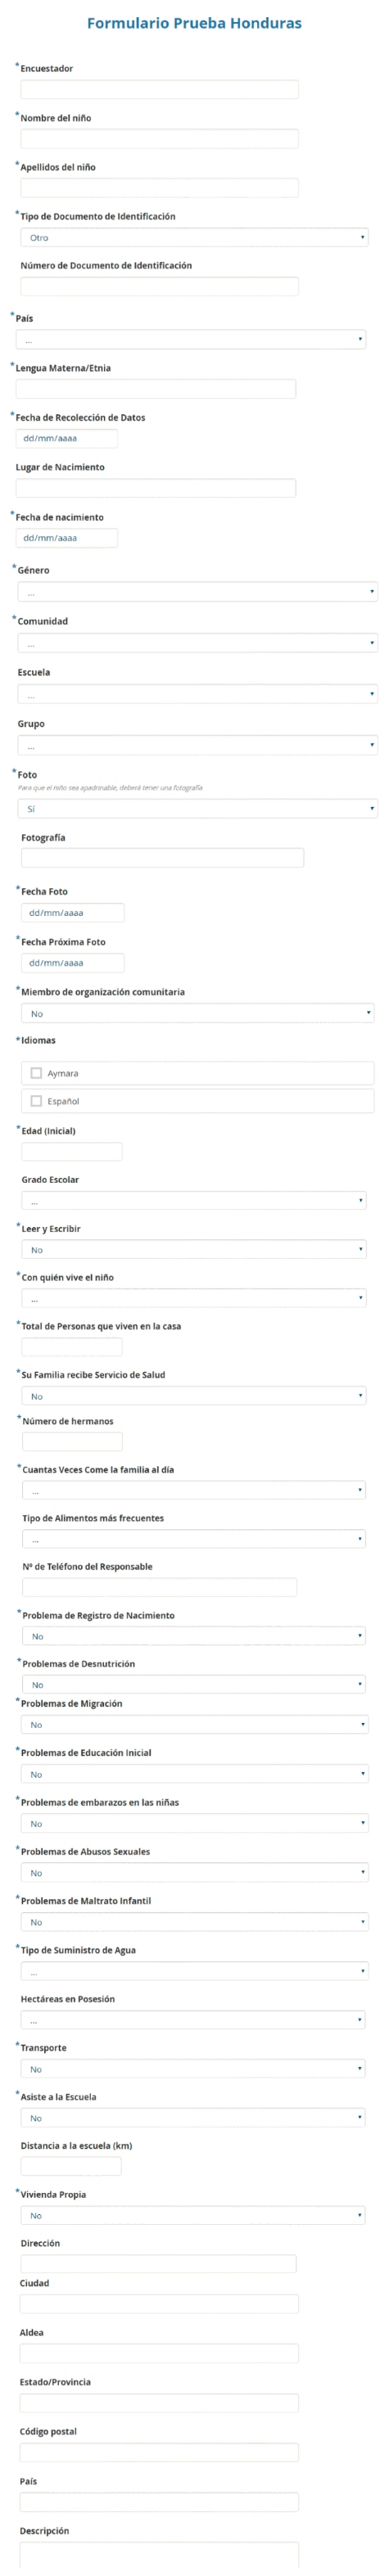 Formulario Prueba Honduras
* Encuestador
* Nombre del niño
* Apellidos del niño
* Tipo de Documento de Identificación
Otro
Número de Documento de Identificación
* País
...
* Lengua Materna/Etnia
* Fecha de Recolección de Datos
dd/mm/aaaa
Lugar de Nacimiento
* Fecha de nacimiento
dd/mm/aaaa
* Género
...
* Comunidad
...
Escuela
...
Grupo
...
* Foto
Para que el niño sea apadrinable, deberá tener una fotografía
Sí
Fotografía
* Fecha Foto
dd/mm/aaaa
* Fecha Próxima Foto
dd/mm/aaaa
* Miembro de organización comunitaria
No
* Idiomas
Aymara
Español
* Edad (Inicial)
Grado Escolar
...
* Leer y Escribir
No
* Con quién vive el niño
...
* Total de Personas que viven en la casa
* Su Familia recibe Servicio de Salud
No
* Número de hermanos
* Cuantas Veces Come la familia al día
...
Tipo de Alimentos más frecuentes
...
Nº de Teléfono del Responsable
* Problema de Registro de Nacimiento
No
* Problemas de Desnutrición
No
* Problemas de Migración
No
* Problemas de Educación Inicial
No
* Problemas de embarazos en las niñas
No
* Problemas de Abusos Sexuales
No
* Problemas de Maltrato Infantil
No
* Tipo de Suministro de Agua
...
Hectáreas en Posesión
...
* Transporte
No
* Asiste a la Escuela
No
Distancia a la escuela (km)
* Vivienda Propia
No
Dirección
Ciudad
Aldea
Estado/Provincia
Código postal
País
Descripción